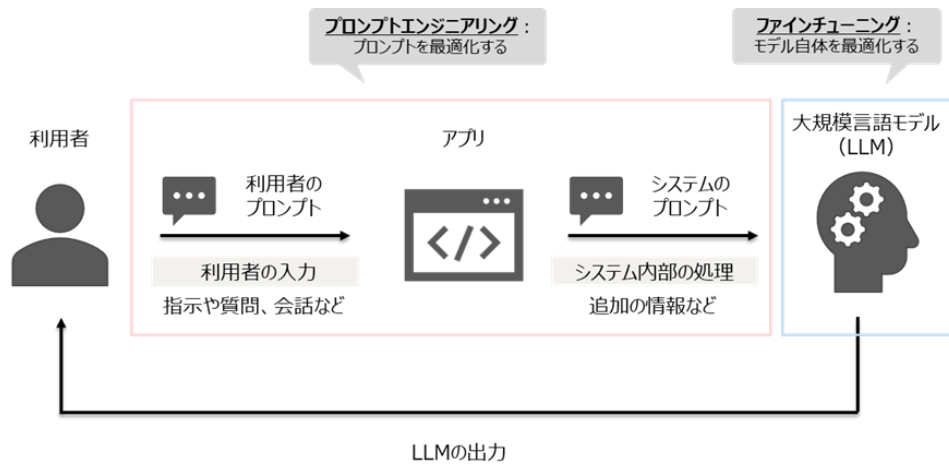 プロンプトエンジニアリング：
プロンプトを最適化する
ファインチューニング：
モデル自体を最適化する
利用者
アプリ
大規模言語モデル
（LLM）
利用者の
プロンプト
システムの
プロンプト
利用者の入力
システム内部の処理
指示や質問、会話など
追加の情報など
LLMの出力